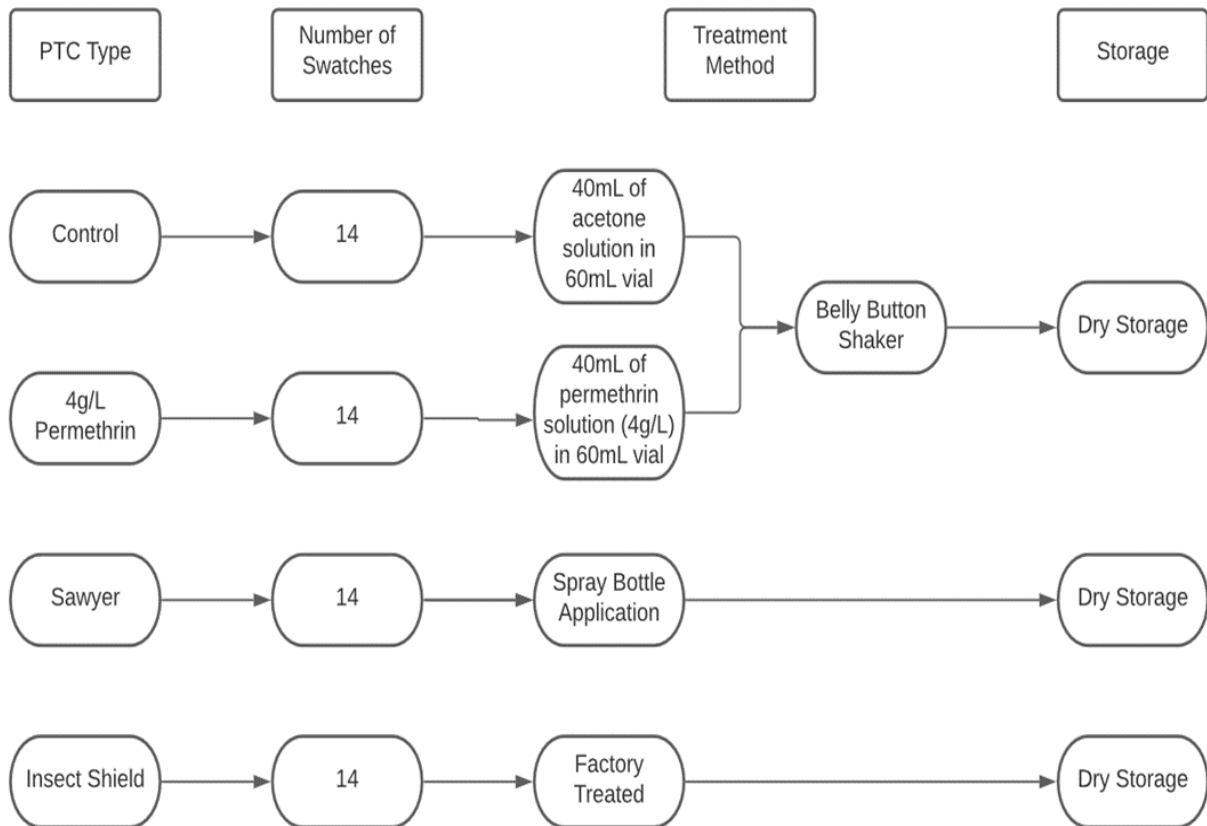 PTC Type
Number of
Swatches
Treatment
Method
Storage
Control
14
40mL of
acetone
solution in
60mL vial
Belly Button
Shaker
Dry Storage
4g/L
Permethrin
14
40mL of
permethrin
solution (4g/L)
in 60mL vial
Sawyer
14
Spray Bottle
Application
Dry Storage
Insect Shield
14
Factory
Treated
Dry Storage